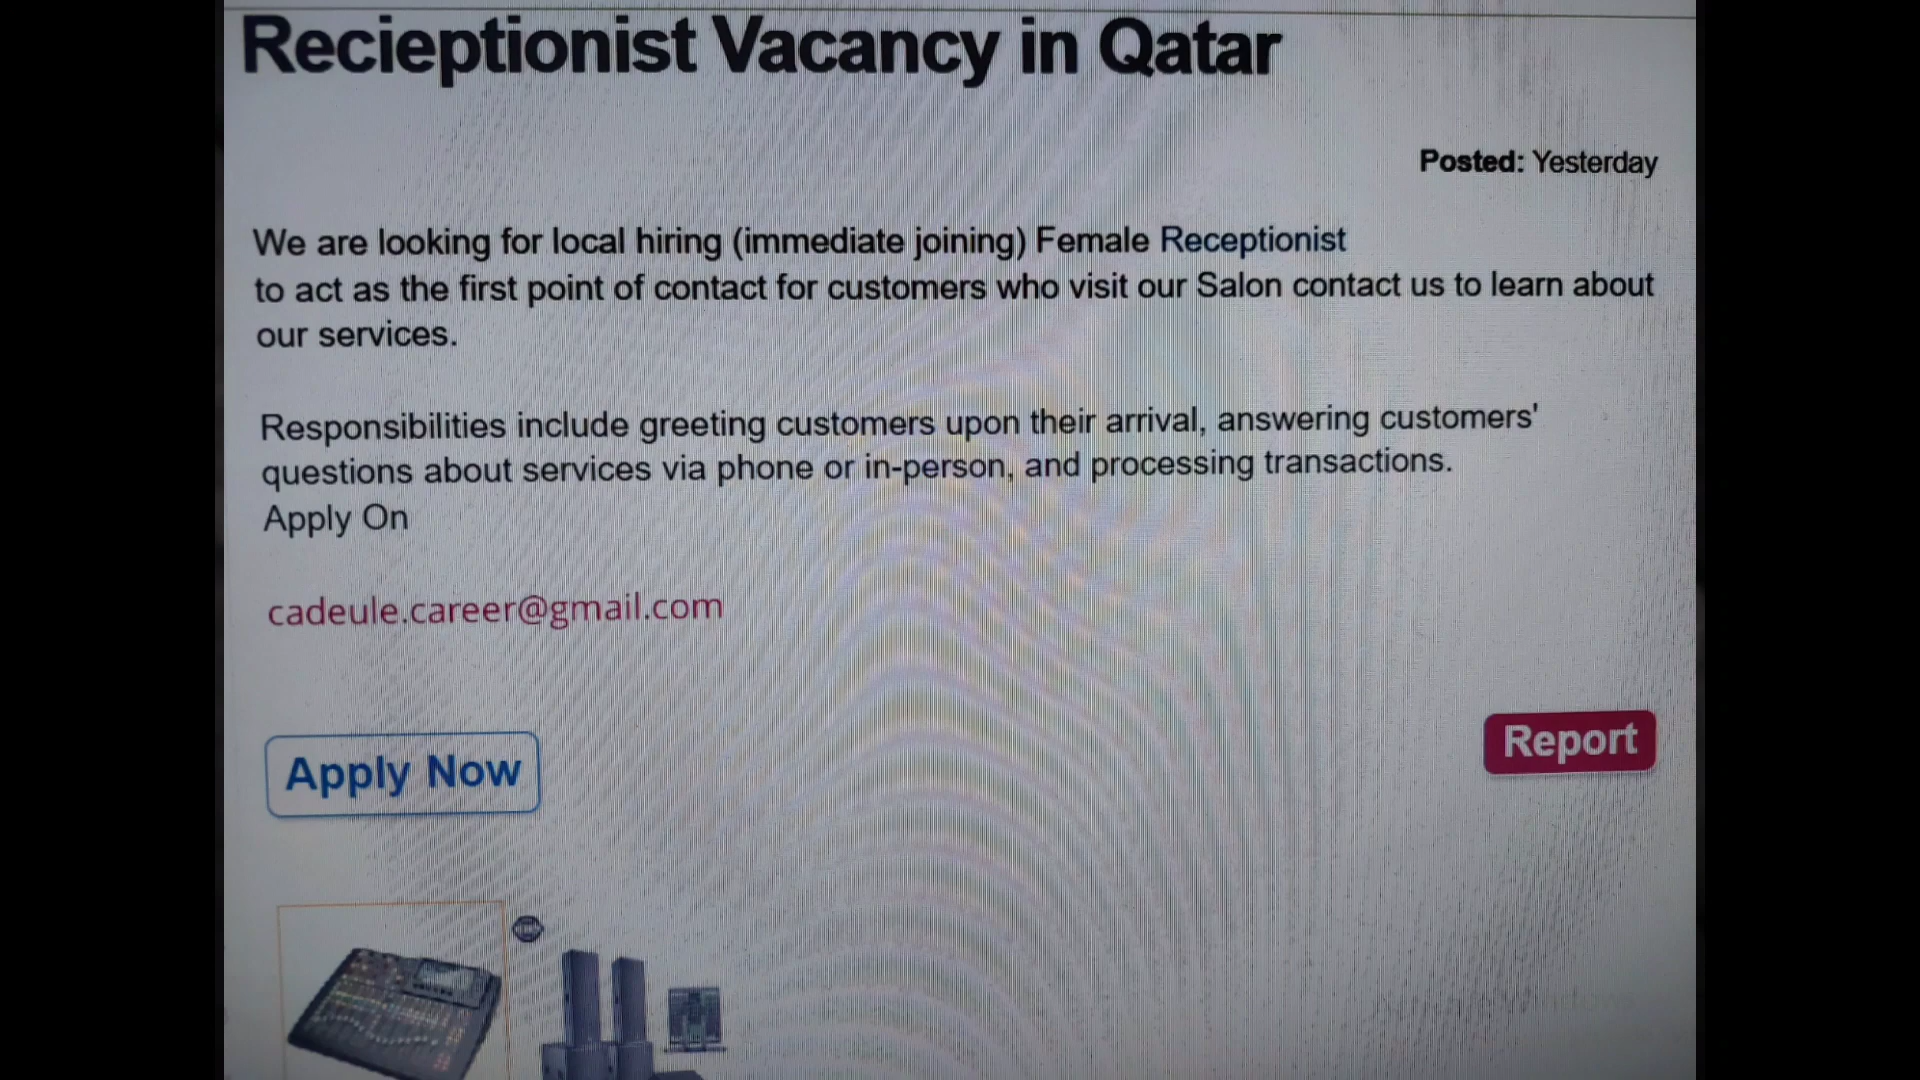 Recieptionist Vacancy in Qatar
Posted: Yesterday
We are looking for local hiring (immediate joining) Female Receptionist
to act as the first point of contact for customers who visit our Salon contact us to learn about
our services.
Responsibilities include greeting customers upon their arrival, answering customers'
questions about services via phone or in-person, and processing transactions.
Apply On
cadeule.career@gmail.com
Apply Now
Report